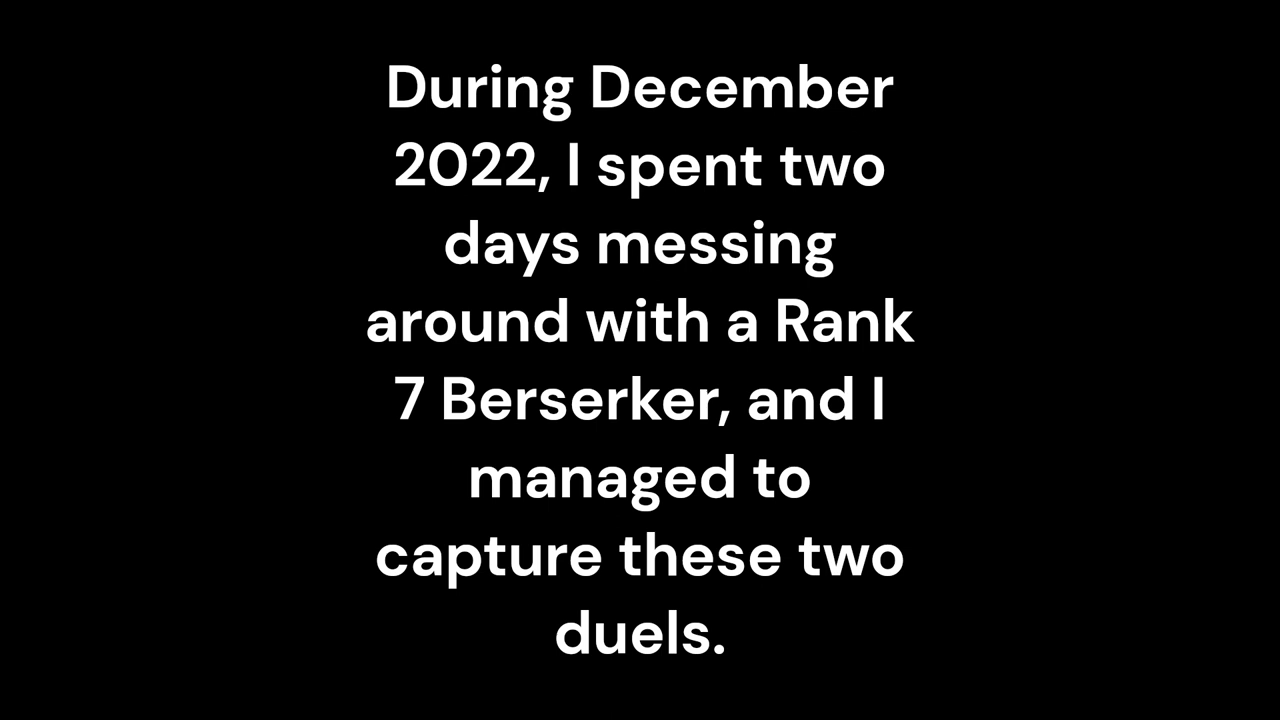 During December
2022, I spent two
days messing
around with a Rank
7 Berserker, and I
managed to
capture these two
duels.